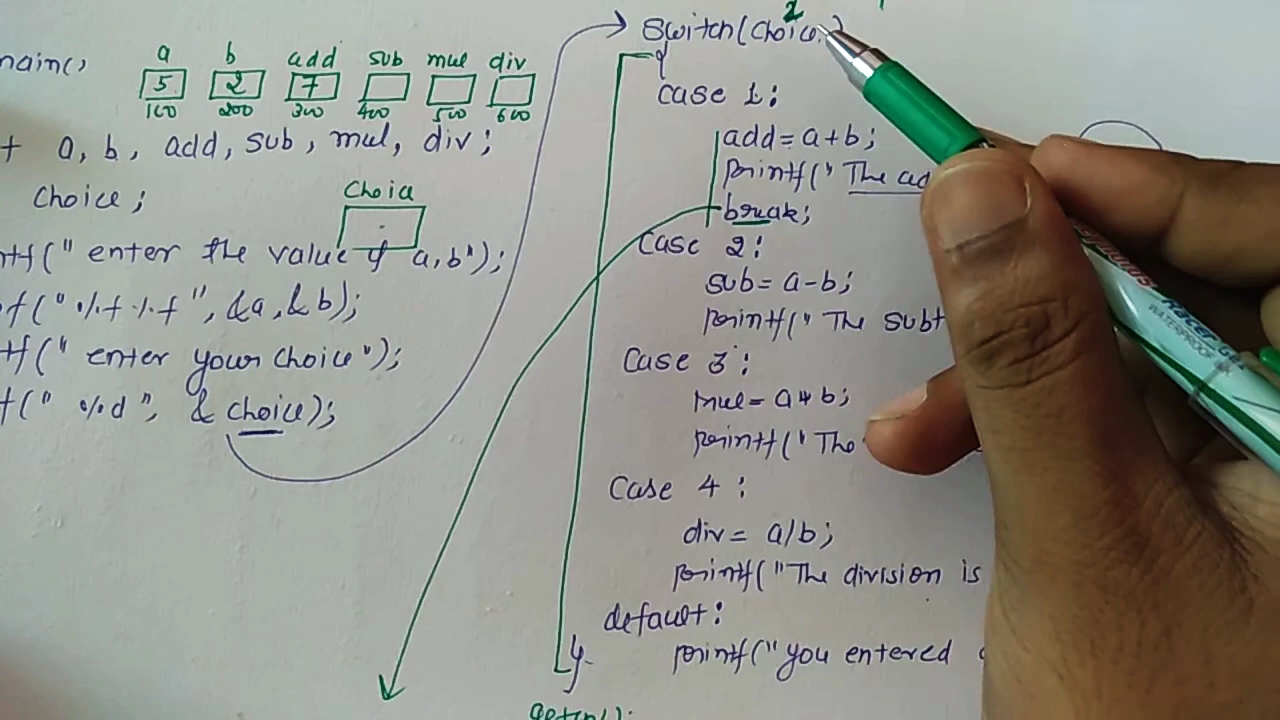 main()
a b add sub mul div
5 2 7
100 200 300 400 500 600
a, b, add, sub, mul, div;
choice;
Choice
(" enter the value of a,b");
f(" %f %f ", &a, &b);
(" enter your choice");
(" %d ", & choice);
2
Switch(Choice)
{
Case 1:
add = a+b;
printf(" The ad
break;
Case 2:
sub = a-b;
printf(" The subt
Case 3:
mul = a*b;
printf(" The
Case 4:
div = a/b;
printf("The division is
default:
printf("you entered
}
getch();
WATERPROOF